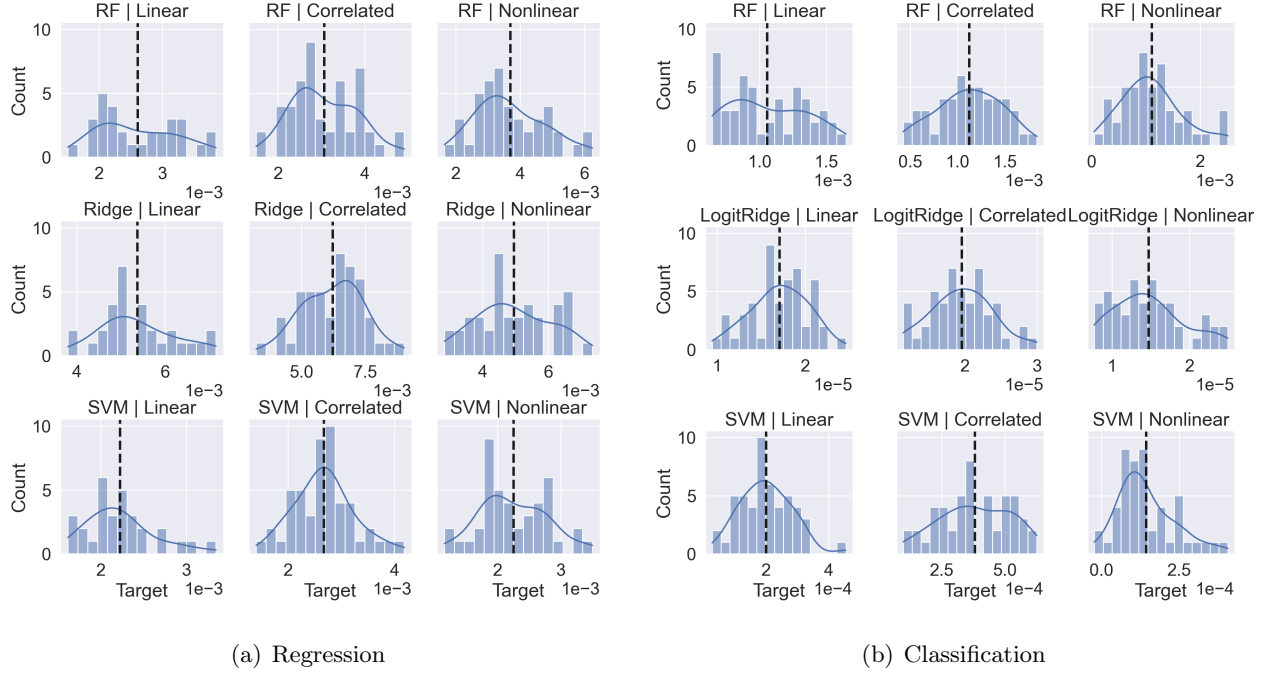 RF | Linear
RF | Correlated
RF | Nonlinear
Count
10
5
0
2 3
1e−3
2 4
1e−3
2 4 6
1e−3
Ridge | Linear
Ridge | Correlated
Ridge | Nonlinear
Count
10
5
0
4 6
1e−3
5.0 7.5
1e−3
4 6
1e−3
SVM | Linear
SVM | Correlated
SVM | Nonlinear
Count
10
5
0
2 3
Target 1e−3
2 3 4
Target 1e−3
2 3
Target 1e−3
(a) Regression
RF | Linear
RF | Correlated
RF | Nonlinear
Count
10
5
0
1.0 1.5
1e−3
0.5 1.0 1.5
1e−3
0 2
1e−3
LogitRidge | Linear
LogitRidge | Correlated
LogitRidge | Nonlinear
Count
10
5
0
1 2
1e−5
2 3
1e−5
1 2
1e−5
SVM | Linear
SVM | Correlated
SVM | Nonlinear
Count
10
5
0
2 4
Target 1e−4
2.5 5.0
Target 1e−4
0.0 2.5
Target 1e−4
(b) Classification